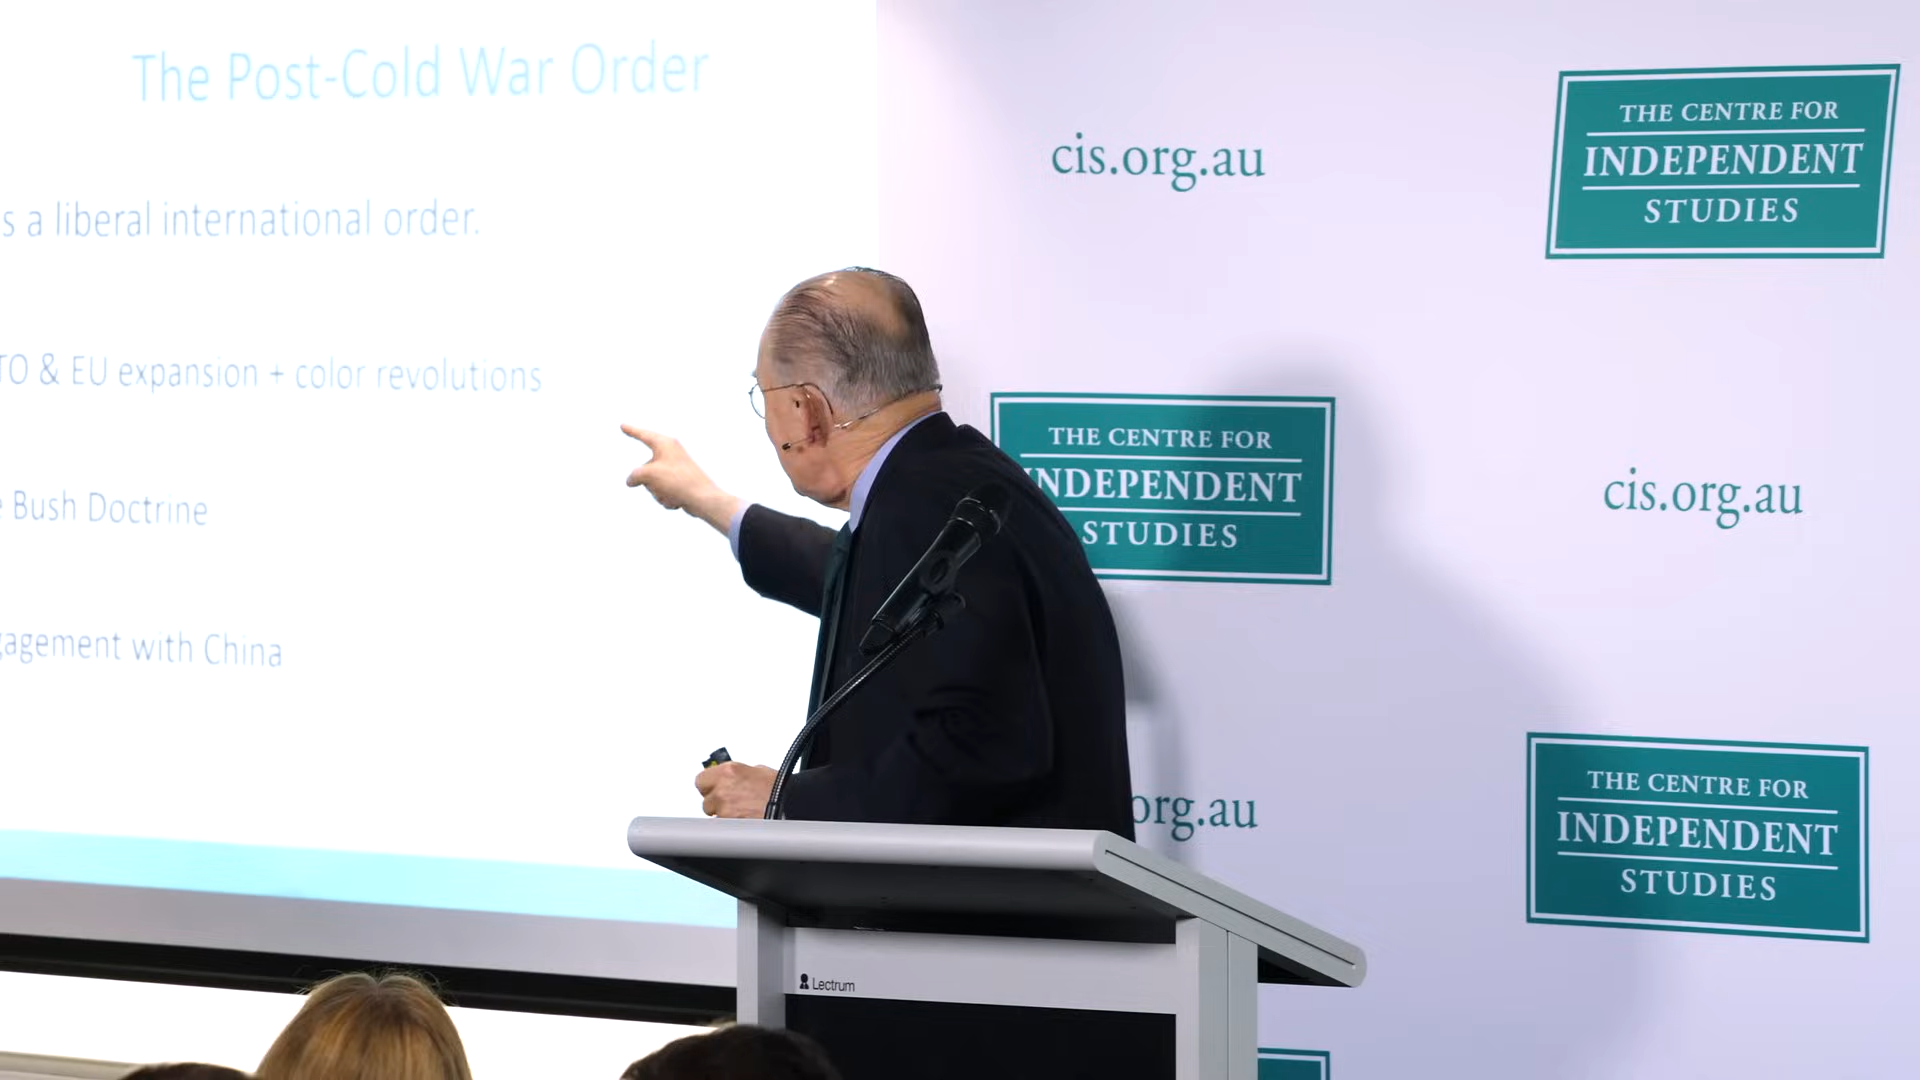 The Post-Cold War Order
s a liberal international order.
TO & EU expansion + color revolutions
e Bush Doctrine
gagement with China
cis.org.au
THE CENTRE FOR
INDEPENDENT
STUDIES
THE CENTRE FOR
INDEPENDENT
STUDIES
cis.org.au
org.au
THE CENTRE FOR
INDEPENDENT
STUDIES
Lectrum